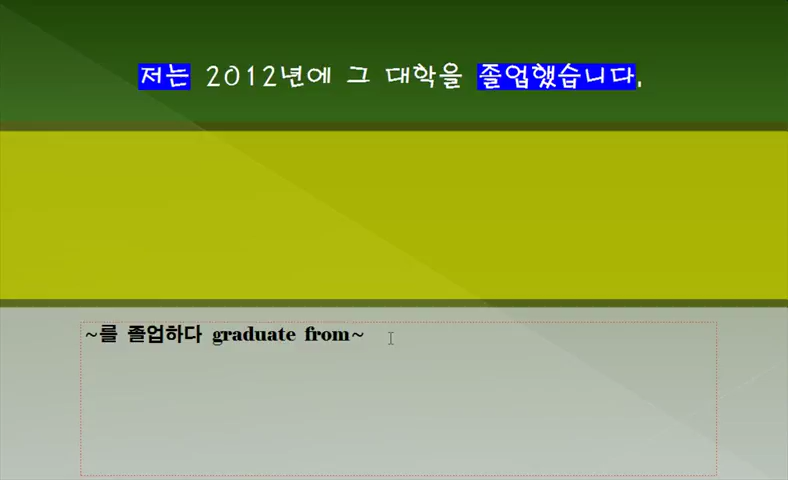 저는 2012년에 그 대학을 졸업했습니다.
~를 졸업하다 graduate from~